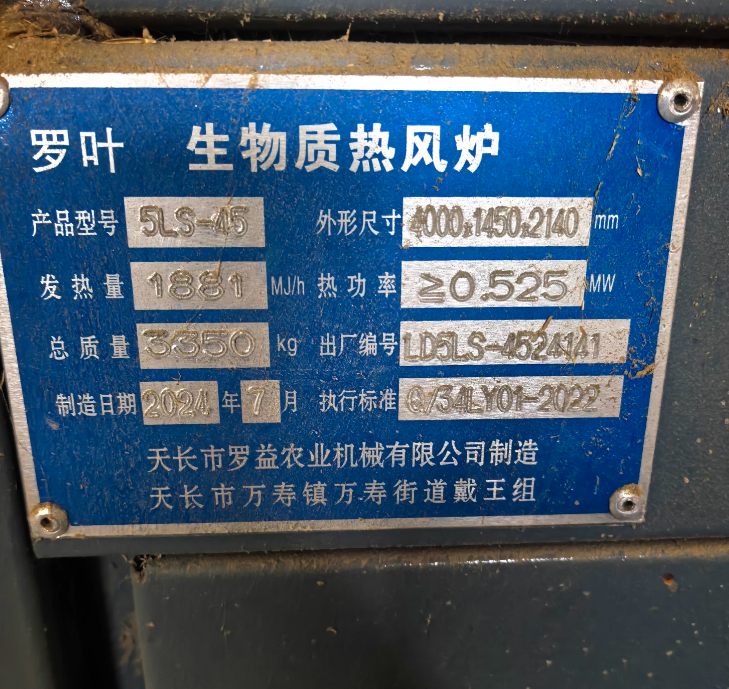 罗叶 生物质热风炉
产品型号 5LS-45 外形尺寸 4000x1450x2140 mm
发热量 1881 MJ/h 热功率 ≥0.525 MW
总质量 3350 kg 出厂编号 LD5LS-4524141
制造日期 2024 年 7 月 执行标准 Q/34LY01-2022
天长市罗益农业机械有限公司制造
天长市万寿镇万寿街道戴王组